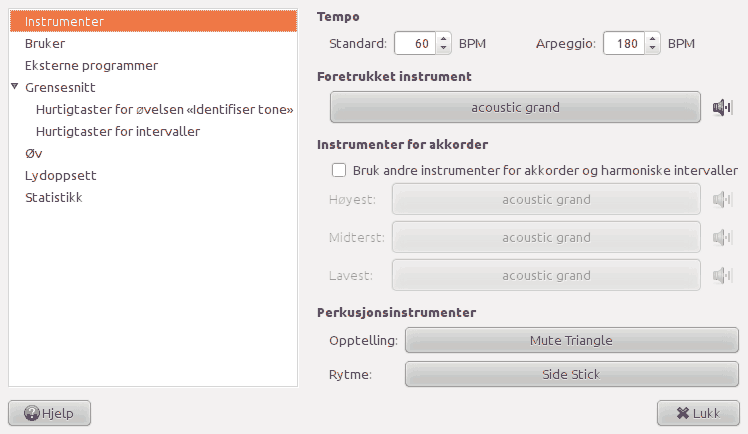 Instrumenter
Bruker
Eksterne programmer
Grensesnitt
Hurtigtaster for øvelsen «Identifiser tone»
Hurtigtaster for intervaller
Øv
Lydoppsett
Statistikk
Tempo
Standard: 60 BPM Arpeggio: 180 BPM
Foretrukket instrument
acoustic grand
Instrumenter for akkorder
Bruk andre instrumenter for akkorder og harmoniske intervaller
Høyest: acoustic grand
Midterst: acoustic grand
Lavest: acoustic grand
Perkusjonsinstrumenter
Opptelling: Mute Triangle
Rytme: Side Stick
Hjelp Lukk